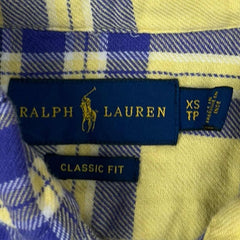 RALPH LAUREN
XS
TP
CLASSIC FIT